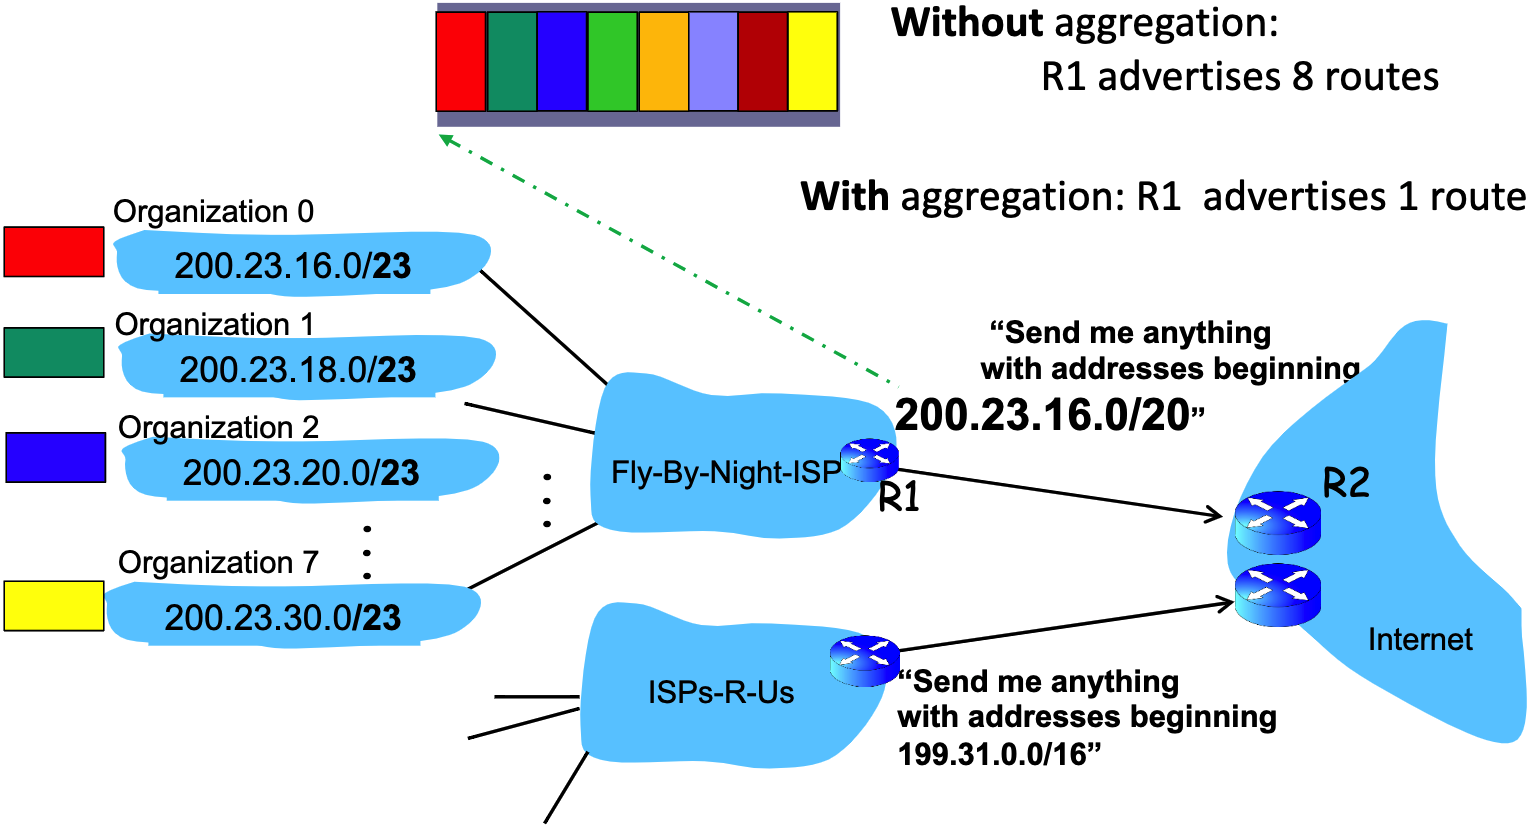 Without aggregation:
R1 advertises 8 routes
With aggregation: R1 advertises 1 route
Organization 0
200.23.16.0/23
Organization 1
200.23.18.0/23
Organization 2
200.23.20.0/23
Organization 7
200.23.30.0/23
Fly-By-Night-ISP
R1
“Send me anything
with addresses beginning
200.23.16.0/20”
R2
Internet
ISPs-R-Us
“Send me anything
with addresses beginning
199.31.0.0/16”